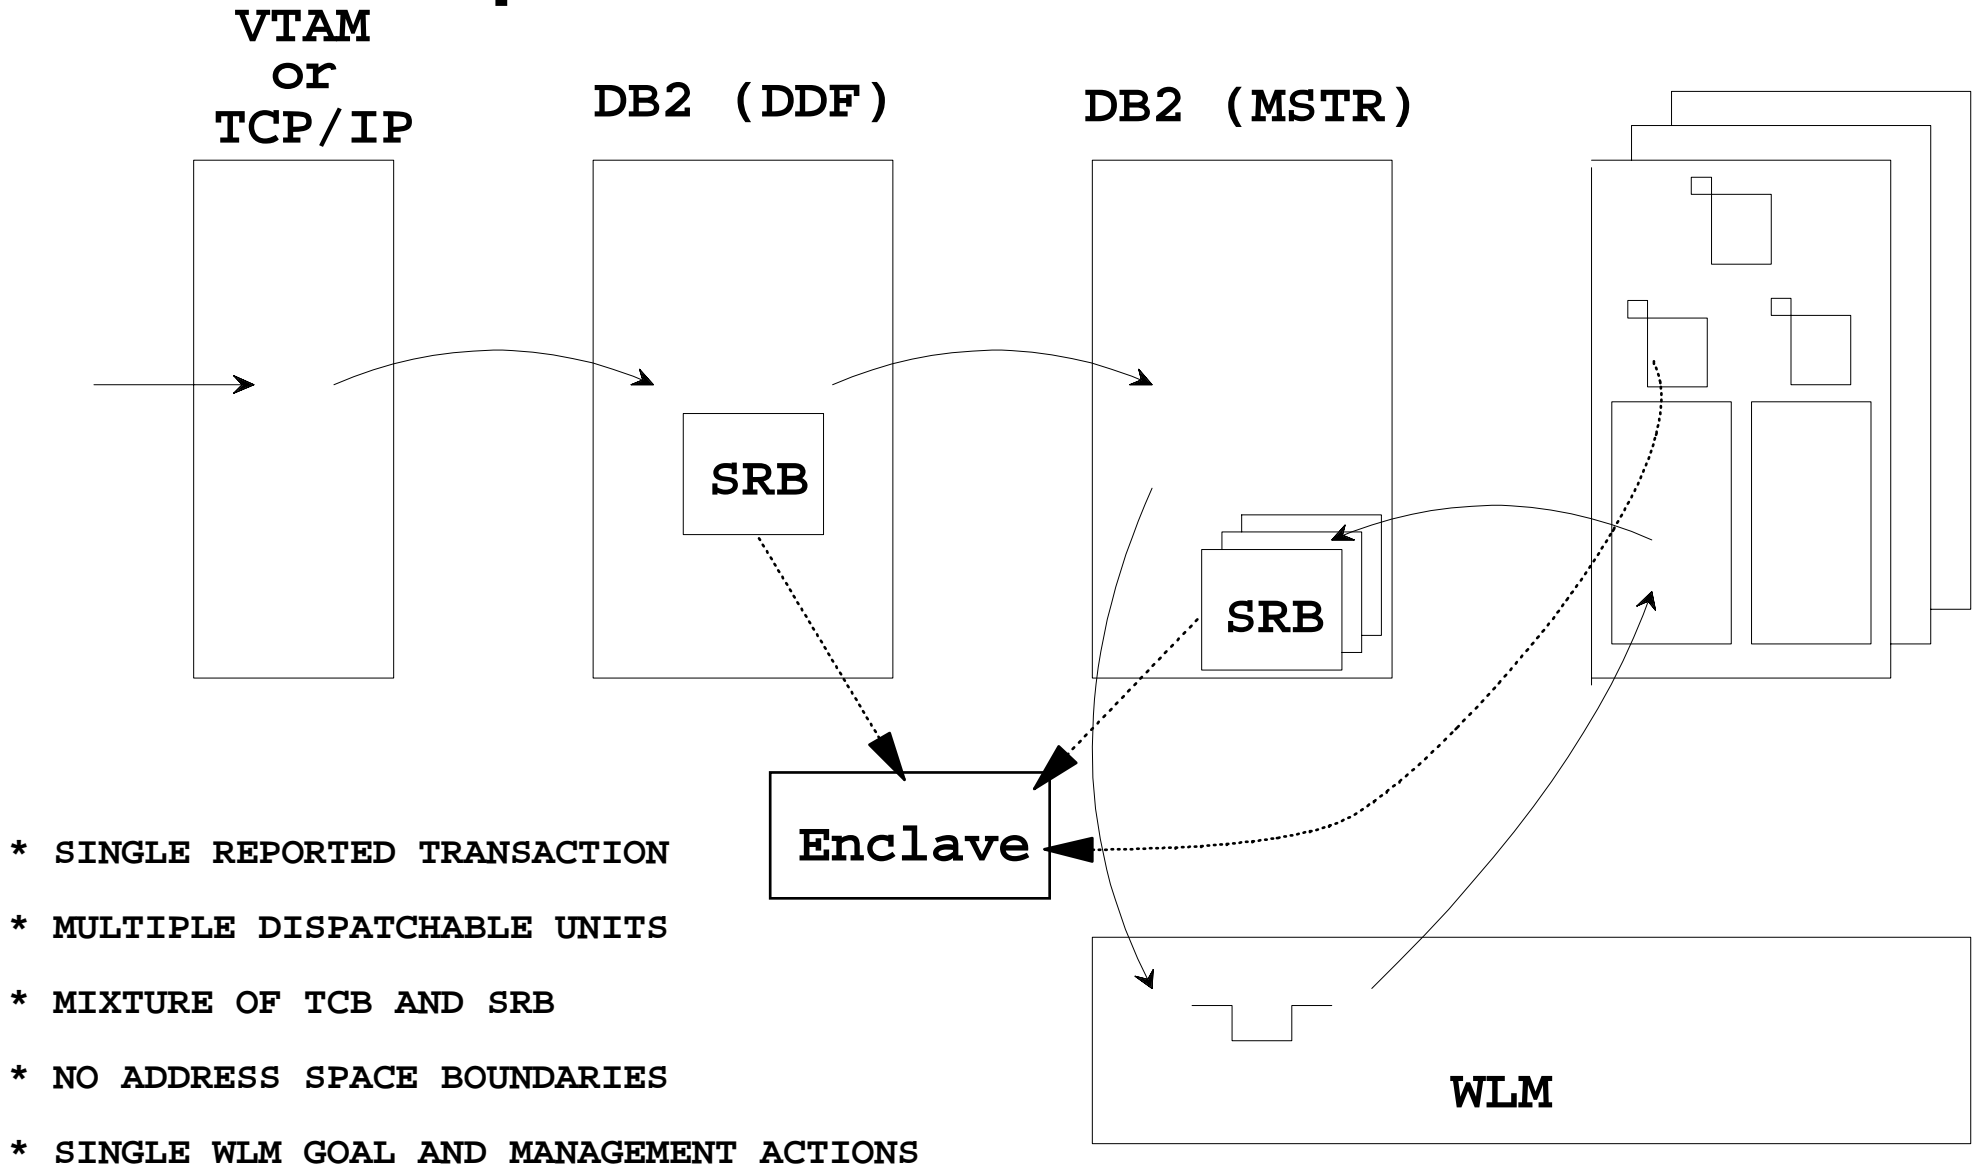 VTAM
or
TCP/IP
DB2 (DDF)
DB2 (MSTR)
SRB
SRB
Enclave
* SINGLE REPORTED TRANSACTION
* MULTIPLE DISPATCHABLE UNITS
* MIXTURE OF TCB AND SRB
* NO ADDRESS SPACE BOUNDARIES
* SINGLE WLM GOAL AND MANAGEMENT ACTIONS
WLM